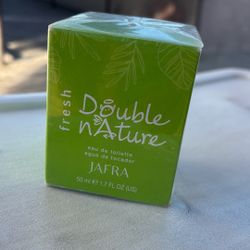 fresh
Double
nAture
eau de toilette
agua de tocador
JAFRA
50 ml e 1.7 FL OZ (US)